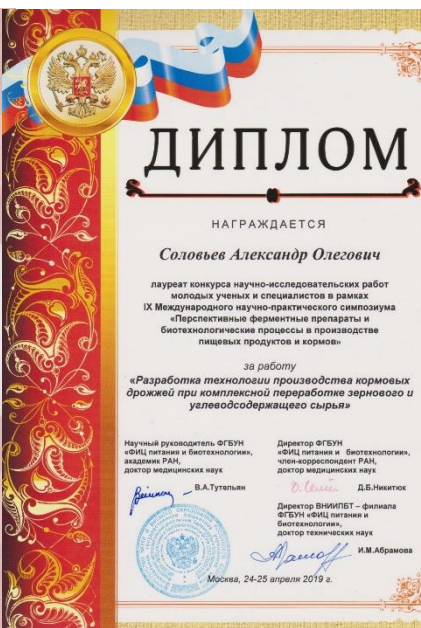 ДИПЛОМ
НАГРАЖДАЕТСЯ
Соловьев Александр Олегович
лауреат конкурса научно-исследовательских работ
молодых ученых и специалистов в рамках
IX Международного научно-практического симпозиума
«Перспективные ферментные препараты и
биотехнологические процессы в производстве
пищевых продуктов и кормов»
за работу
«Разработка технологии производства кормовых
дрожжей при комплексной переработке зернового и
углеводсодержащего сырья»
Научный руководитель ФГБУН
«ФИЦ питания и биотехнологии»,
академик РАН,
доктор медицинских наук
В.А.Тутельян
Директор ФГБУН
«ФИЦ питания и биотехнологии»,
член-корреспондент РАН,
доктор медицинских наук
Д.Б.Никитюк
Директор ВНИИПБТ – филиала
ФГБУН «ФИЦ питания и
биотехнологии»,
доктор технических наук
И.М.Абрамова
Москва, 24-25 апреля 2019 г.